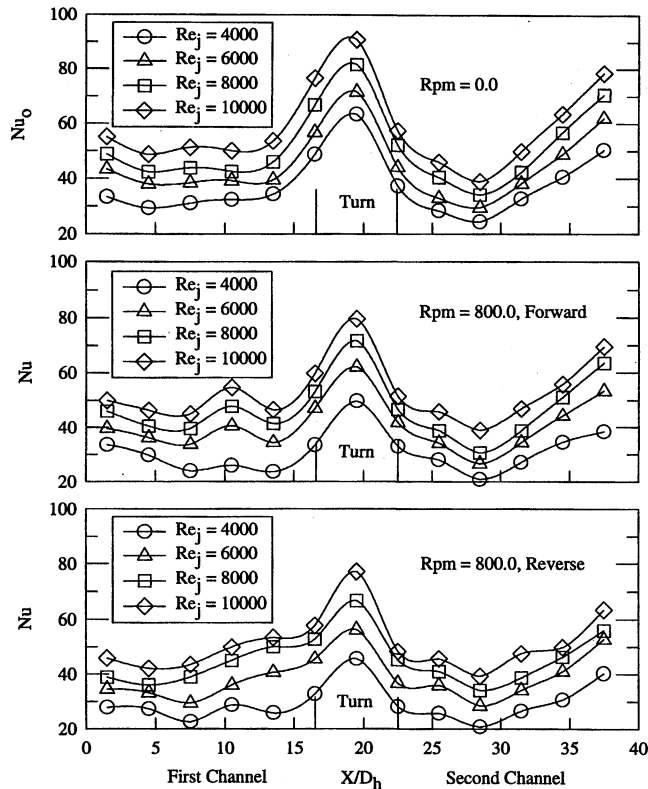 100
80
60
40
20
Nu_o
Re_j = 4000
Re_j = 6000
Re_j = 8000
Re_j = 10000
Rpm = 0.0
Turn
100
80
60
40
20
Nu
Re_j = 4000
Re_j = 6000
Re_j = 8000
Re_j = 10000
Rpm = 800.0, Forward
Turn
100
80
60
40
20
Nu
Re_j = 4000
Re_j = 6000
Re_j = 8000
Re_j = 10000
Rpm = 800.0, Reverse
Turn
0 5 10 15 20 25 30 35 40
First Channel X/D_h Second Channel